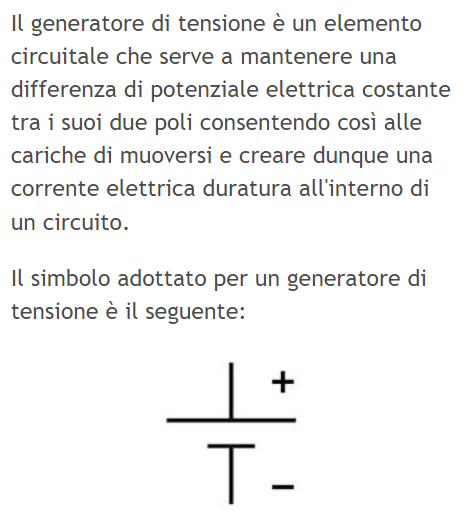 Il generatore di tensione è un elemento
circuitale che serve a mantenere una
differenza di potenziale elettrica costante
tra i suoi due poli consentendo così alle
cariche di muoversi e creare dunque una
corrente elettrica duratura all'interno di
un circuito.
Il simbolo adottato per un generatore di
tensione è il seguente:
+
−